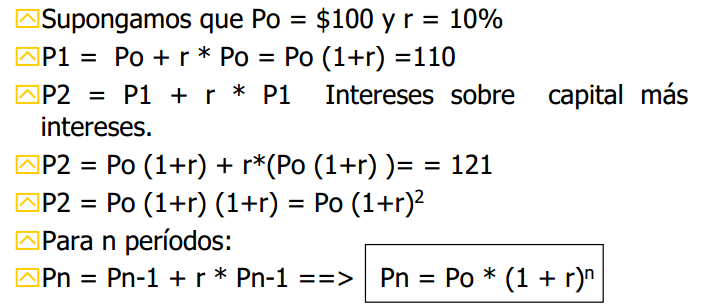 Supongamos que Po = $100 y r = 10%
P1 = Po + r * Po = Po (1+r) =110
P2 = P1 + r * P1 Intereses sobre capital más
intereses.
P2 = Po (1+r) + r*(Po (1+r) )= = 121
P2 = Po (1+r) (1+r) = Po (1+r)²
Para n períodos:
Pn = Pn-1 + r * Pn-1 ==> Pn = Po * (1 + r)ⁿ